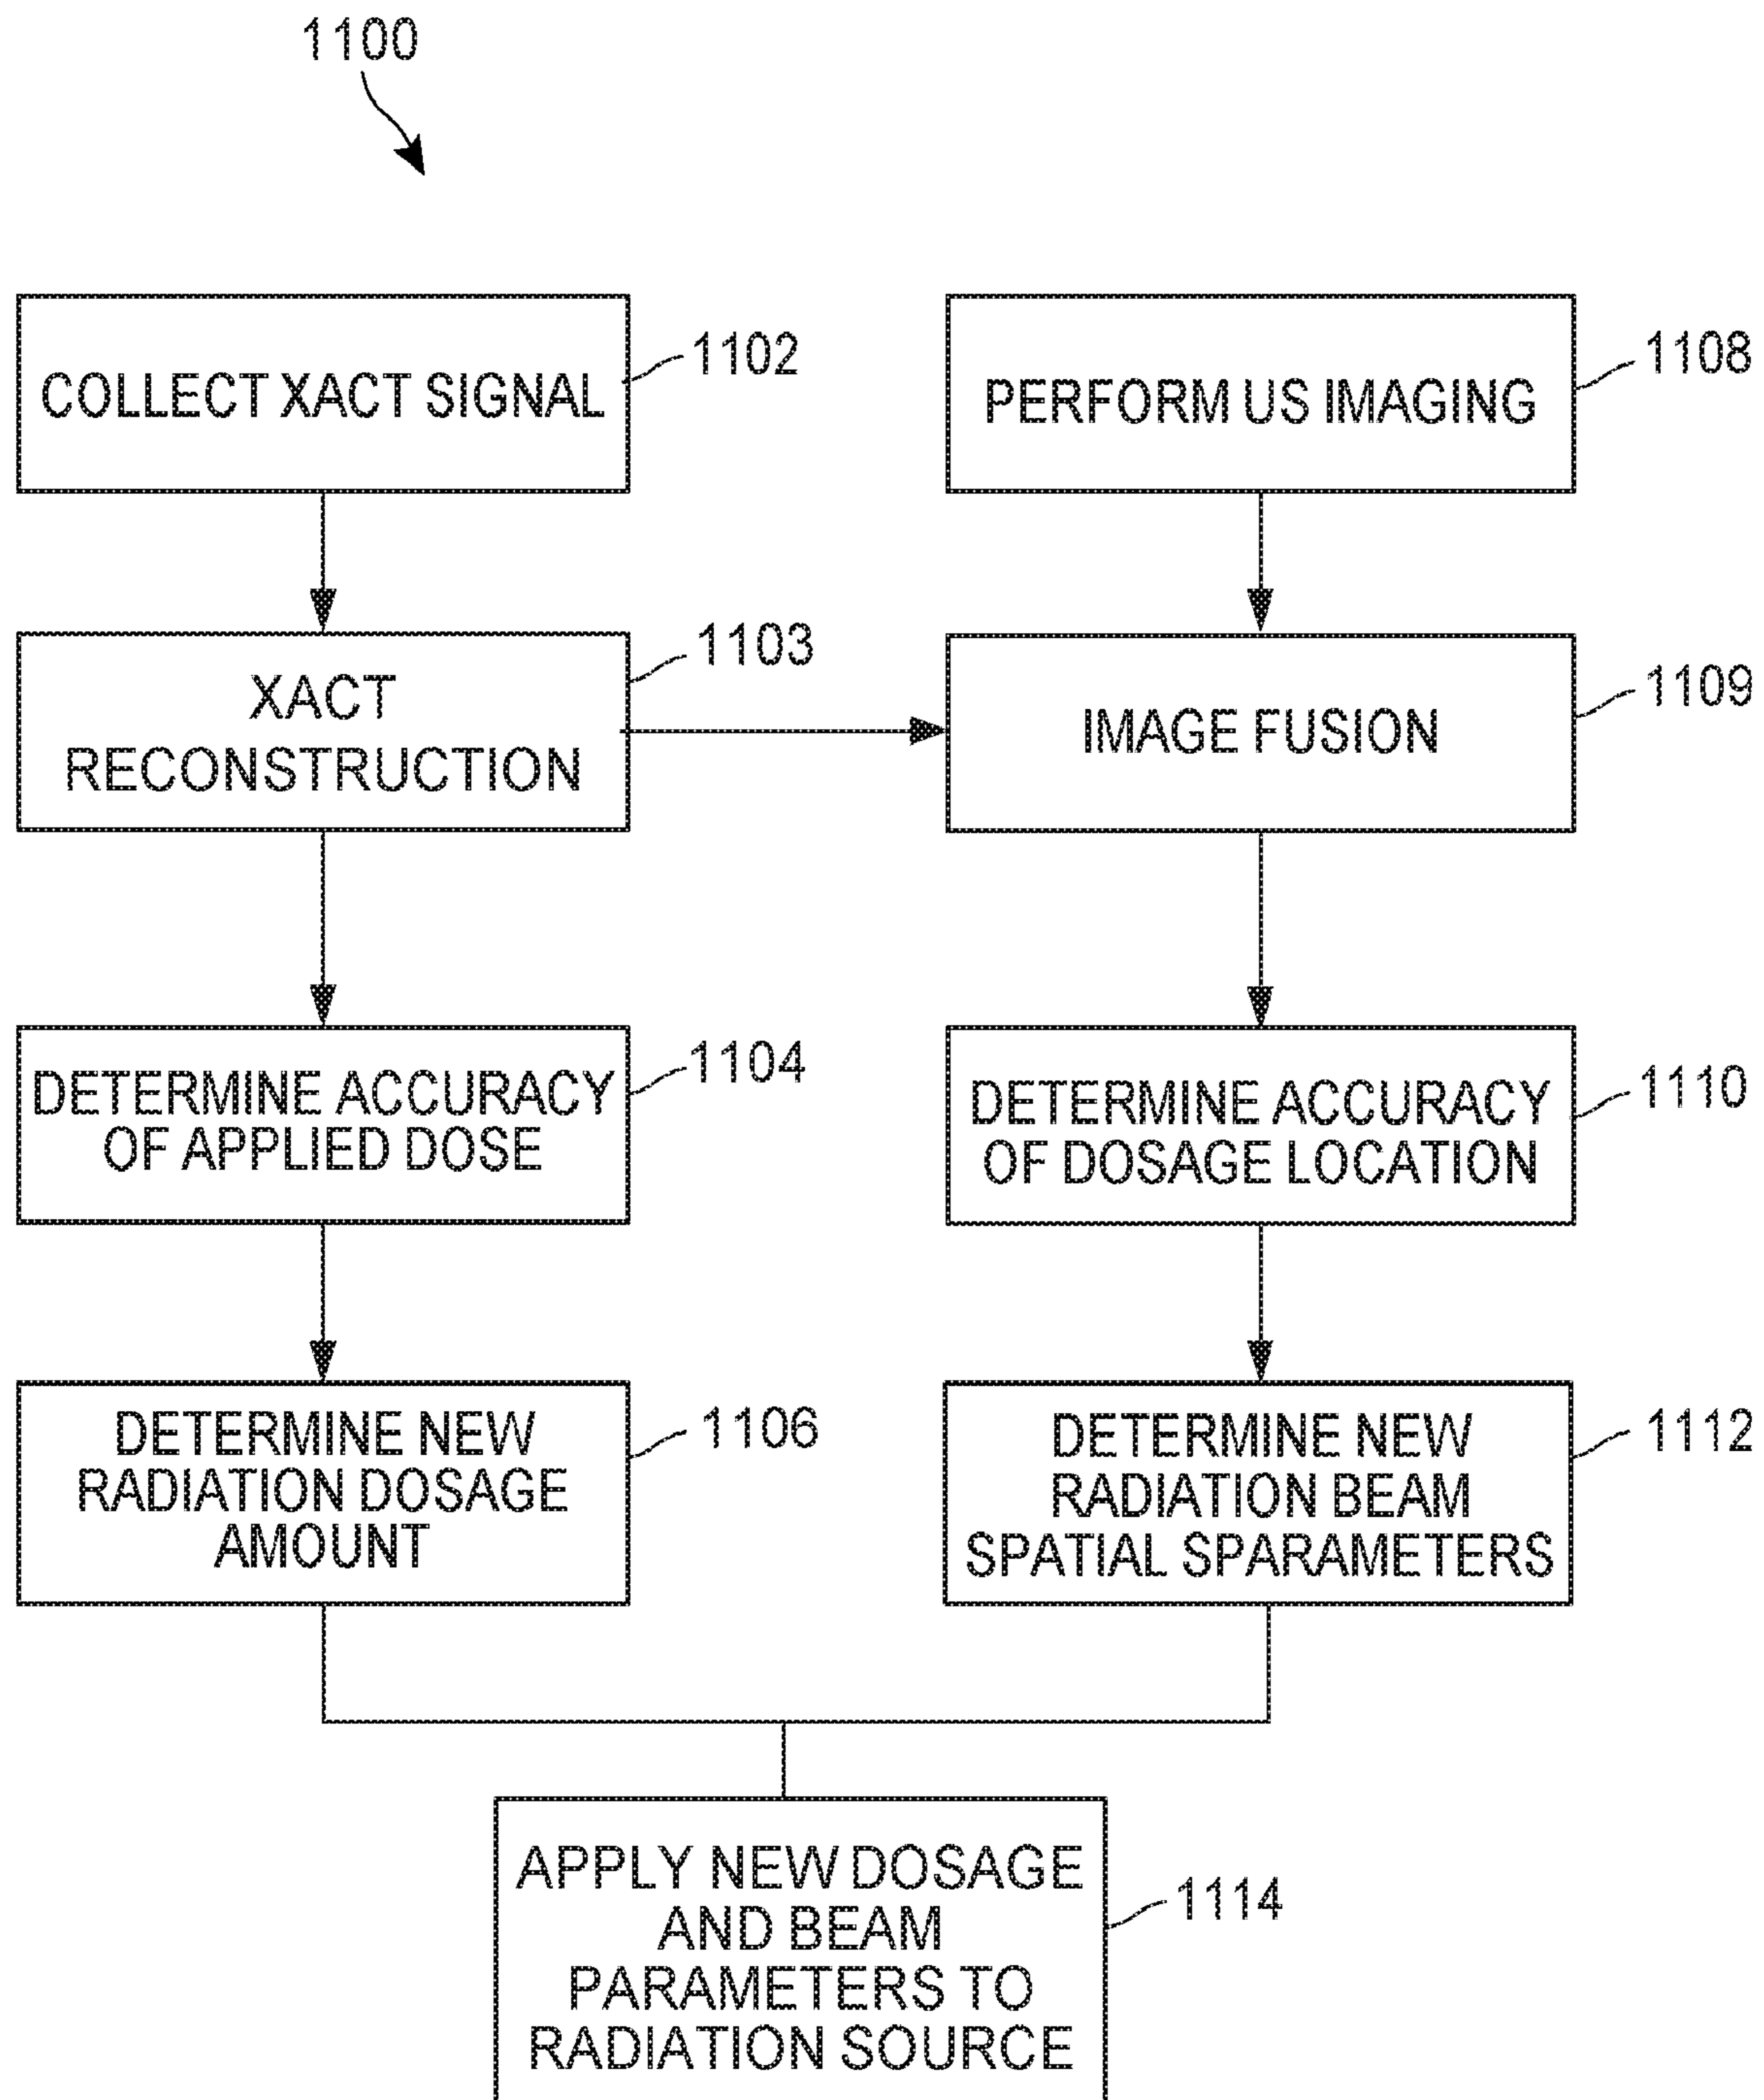 1100
COLLECT XACT SIGNAL
1102
PERFORM US IMAGING
1108
XACT
RECONSTRUCTION
1103
IMAGE FUSION
1109
DETERMINE ACCURACY
OF APPLIED DOSE
1104
DETERMINE ACCURACY
OF DOSAGE LOCATION
1110
DETERMINE NEW
RADIATION DOSAGE
AMOUNT
1106
DETERMINE NEW
RADIATION BEAM
SPATIAL SPARAMETERS
1112
APPLY NEW DOSAGE
AND BEAM
PARAMETERS TO
RADIATION SOURCE
1114